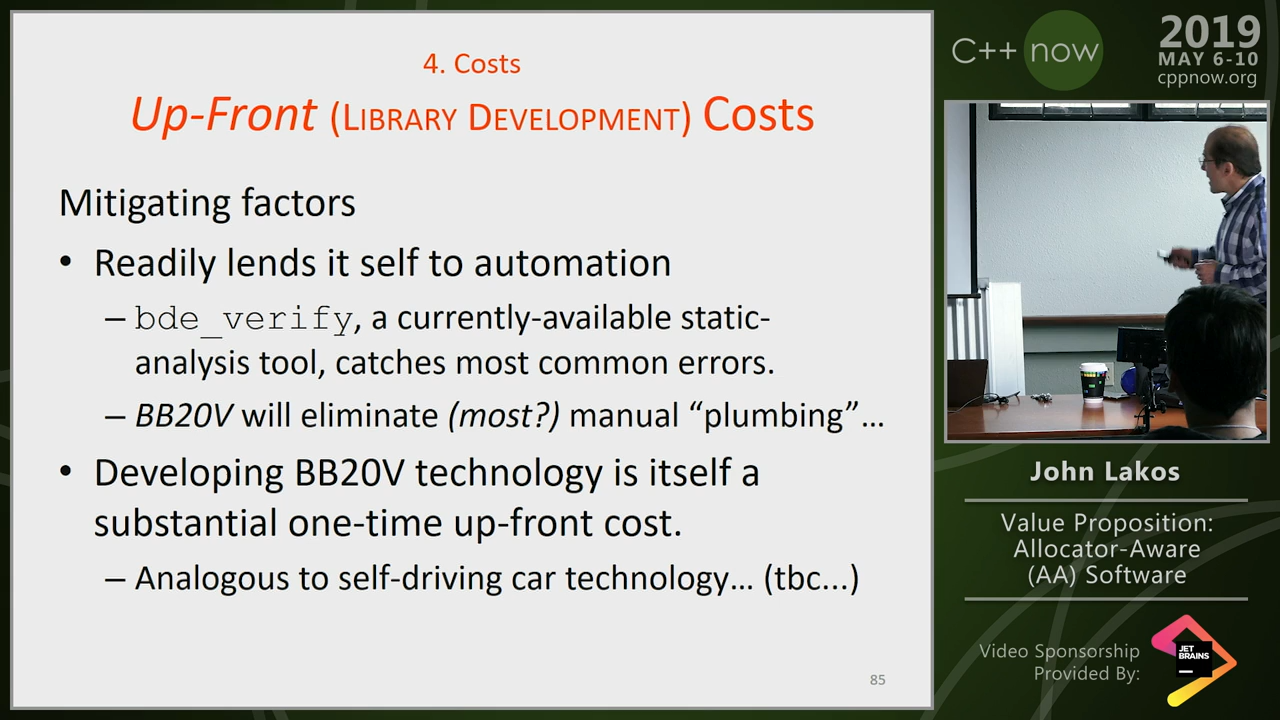 4. Costs
Up-Front (LIBRARY DEVELOPMENT) Costs
Mitigating factors
• Readily lends it self to automation
– bde_verify, a currently-available static-
analysis tool, catches most common errors.
– BB20V will eliminate (most?) manual “plumbing”…
• Developing BB20V technology is itself a
substantial one-time up-front cost.
– Analogous to self-driving car technology… (tbc...)
85
C++ now
2019
MAY 6-10
cppnow.org
John Lakos
Value Proposition:
Allocator-Aware
(AA) Software
Video Sponsorship
Provided By:
JET
BRAINS